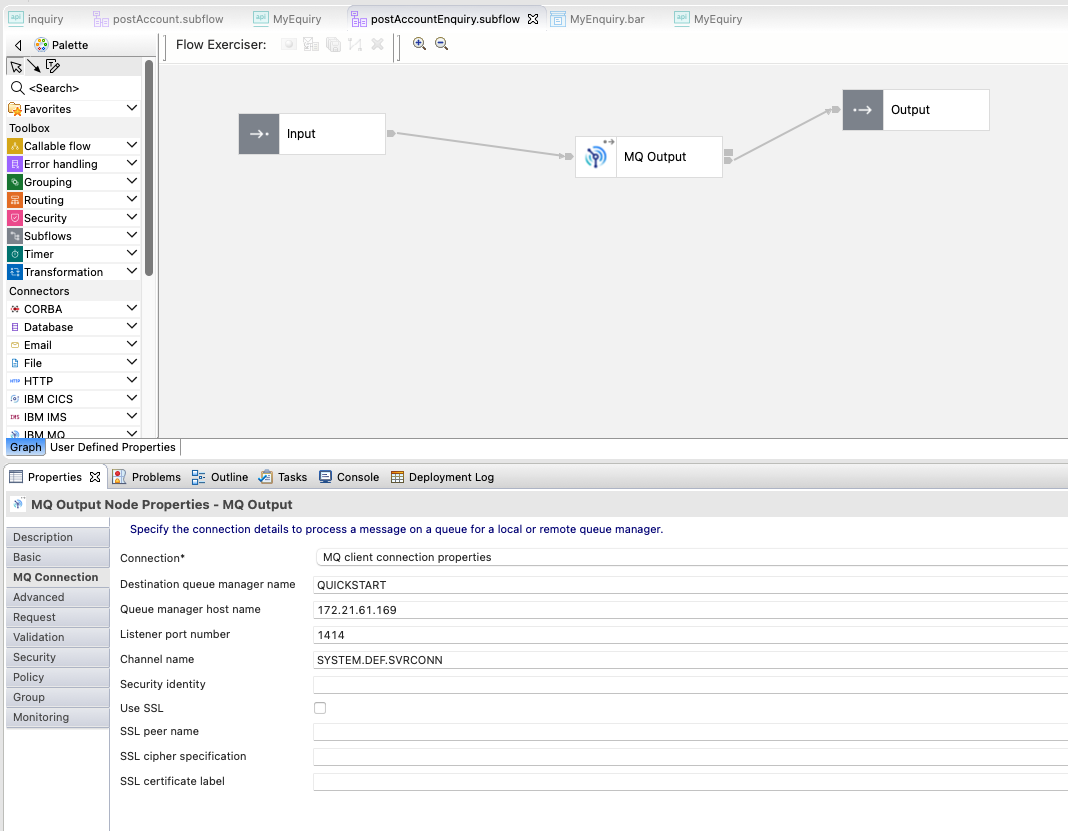 inquiry
postAccount.subflow
MyEquiry
postAccountEnquiry.subflow
MyEnquiry.bar
MyEquiry
Palette
Flow Exerciser:
<Search>
Favorites
Toolbox
Callable flow
Error handling
Grouping
Routing
Security
Subflows
Timer
Transformation
Connectors
CORBA
Database
Email
File
HTTP
IBM CICS
IBM IMS
IBM MQ
Input
MQ Output
Output
Graph
User Defined Properties
Properties
Problems
Outline
Tasks
Console
Deployment Log
MQ Output Node Properties - MQ Output
Description
Basic
MQ Connection
Advanced
Request
Validation
Security
Policy
Group
Monitoring
Specify the connection details to process a message on a queue for a local or remote queue manager.
Connection* MQ client connection properties
Destination queue manager name QUICKSTART
Queue manager host name 172.21.61.169
Listener port number 1414
Channel name SYSTEM.DEF.SVRCONN
Security identity
Use SSL
SSL peer name
SSL cipher specification
SSL certificate label